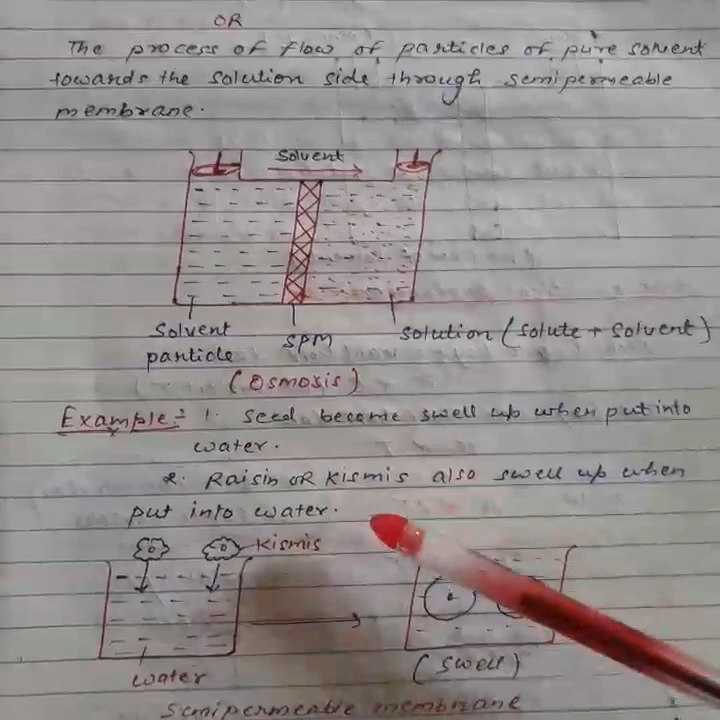 OR
The process of flow of particles of pure solvent
towards the solution side through semipermeable
membrane.
Solvent
Solvent
particle
SPM
solution (solute + solvent)
(Osmosis)
Example:- 1. Seed become swell up when put into
water.
2. Raisin OR Kismis also swell up when
put into water.
Kismis
water
(swell)
Semipermeable membrane